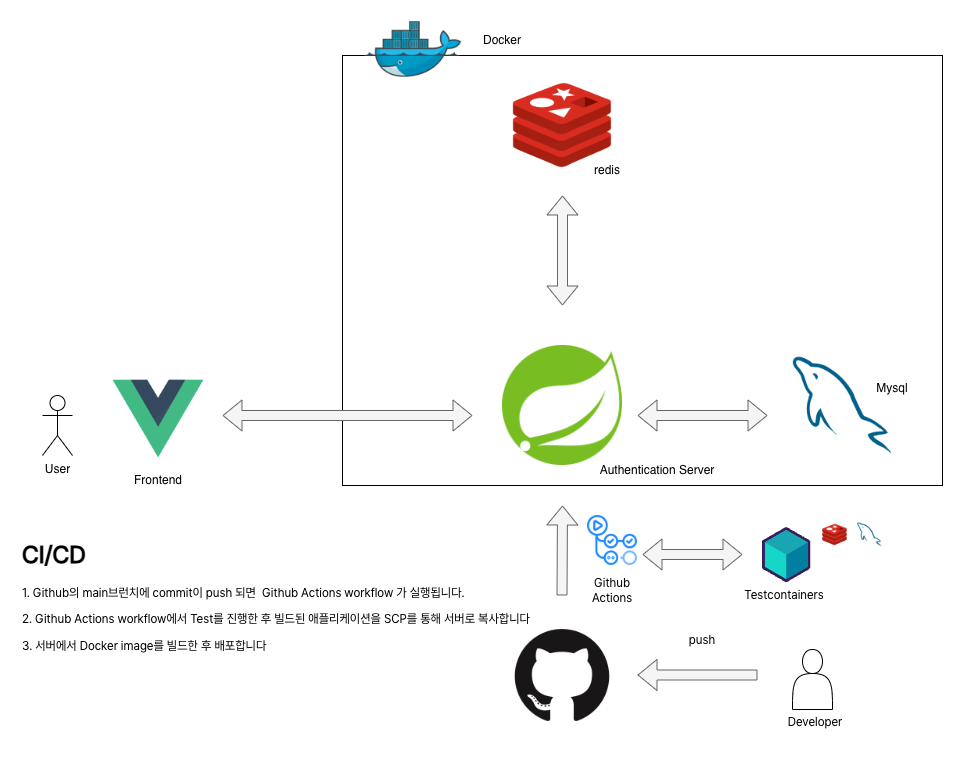 Docker
redis
Mysql
User
Frontend
Authentication Server
CI/CD
1. Github의 main브런치에 commit이 push 되면 Github Actions workflow 가 실행됩니다.
2. Github Actions workflow에서 Test를 진행한 후 빌드된 애플리케이션을 SCP를 통해 서버로 복사합니다
3. 서버에서 Docker image를 빌드한 후 배포합니다
Github
Actions
Testcontainers
push
Developer